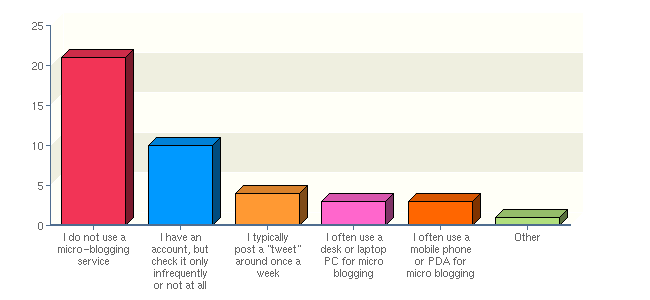 25
20
15
10
5
0
I do not use a
micro-blogging
service
I have an
account, but
check it only
infrequently
or not at all
I typically
post a "tweet"
around once a
week
I often use a
desk or laptop
PC for micro
blogging
I often use a
mobile phone
or PDA for
micro blogging
Other